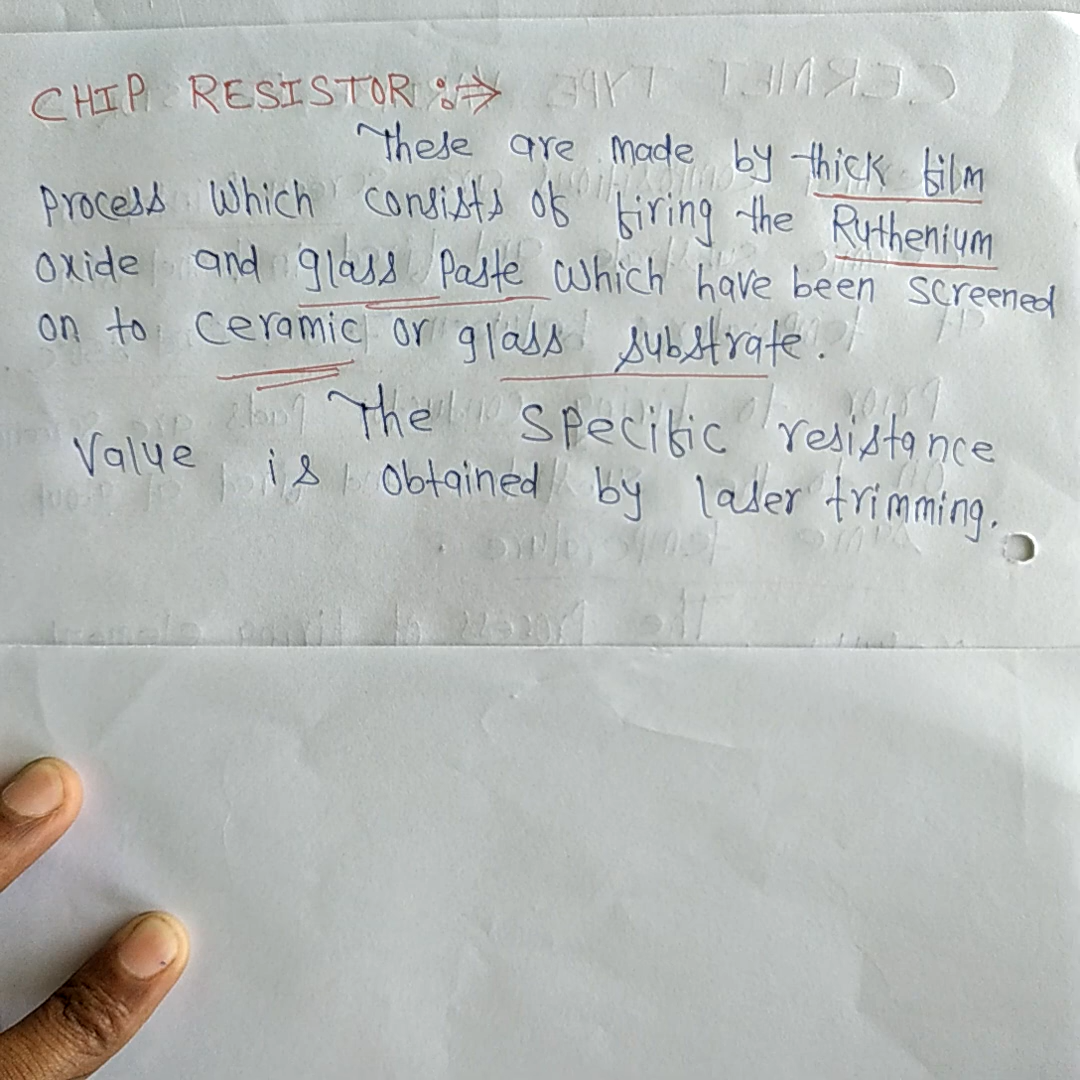 CHIP RESISTOR :⇒
These are made by thick film
process which consists of firing the Ruthenium
oxide and glass paste which have been screened
on to ceramic or glass substrate.
The specific resistance
value is obtained by laser trimming.